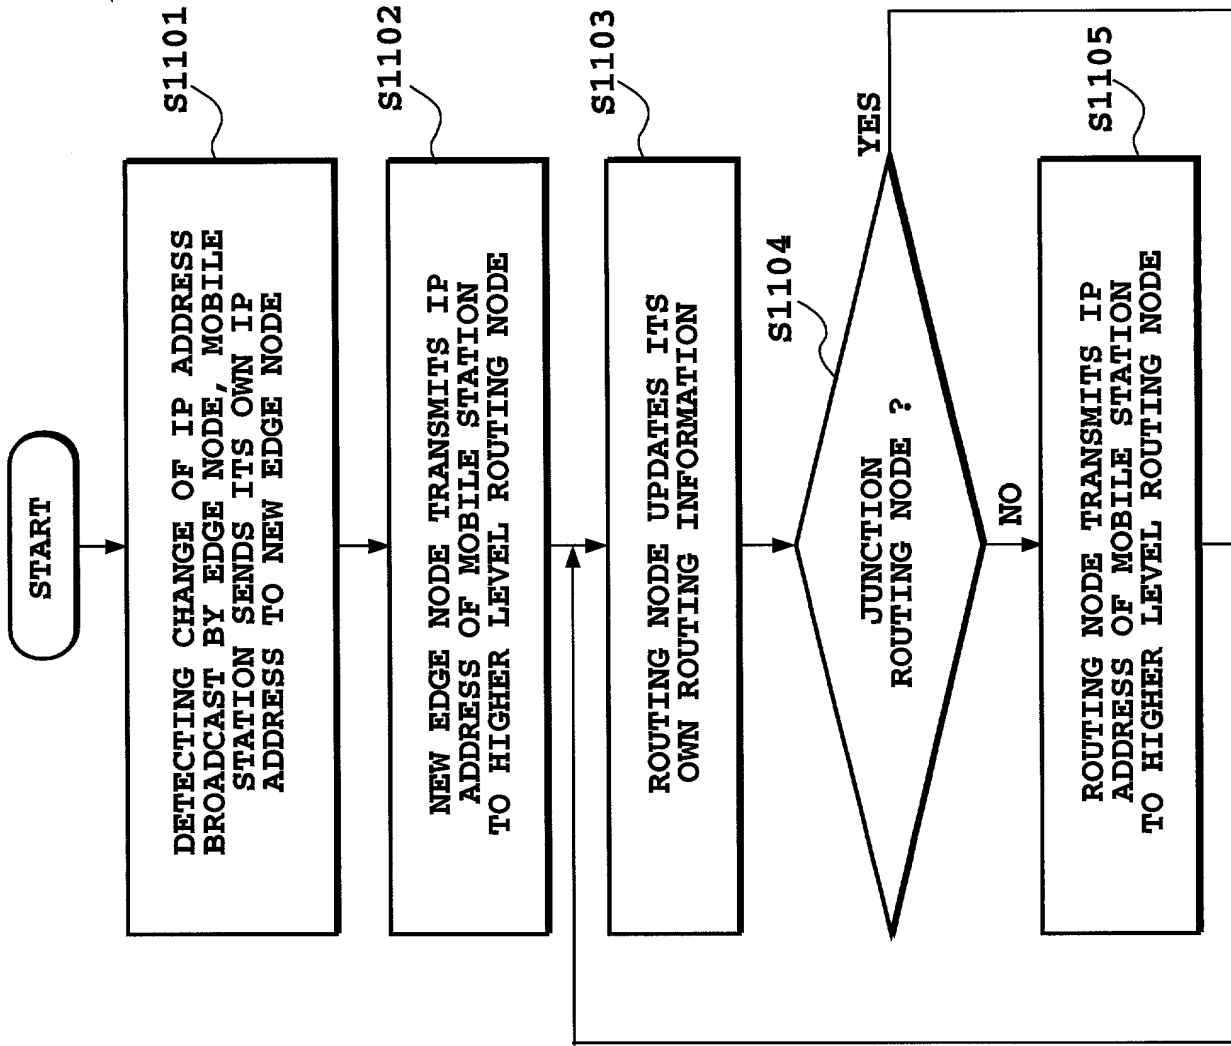 START
S1101
DETECTING CHANGE OF IP ADDRESS
BROADCAST BY EDGE NODE, MOBILE
STATION SENDS ITS OWN IP
ADDRESS TO NEW EDGE NODE
S1102
NEW EDGE NODE TRANSMITS IP
ADDRESS OF MOBILE STATION
TO HIGHER LEVEL ROUTING NODE
S1103
ROUTING NODE UPDATES ITS
OWN ROUTING INFORMATION
S1104
JUNCTION
ROUTING NODE ?
YES
NO
S1105
ROUTING NODE TRANSMITS IP
ADDRESS OF MOBILE STATION
TO HIGHER LEVEL ROUTING NODE